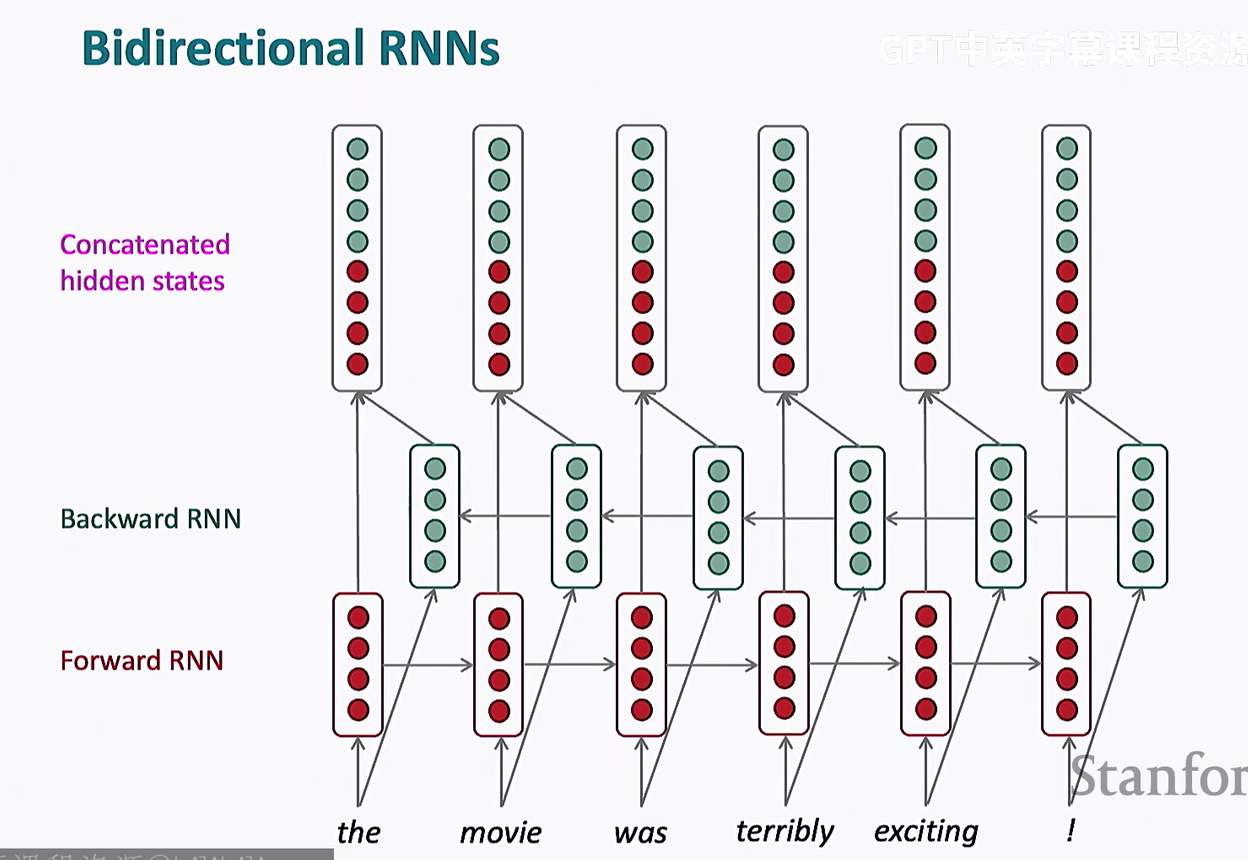 Bidirectional RNNs
GPT中英字幕课程资源
Concatenated
hidden states
Backward RNN
Forward RNN
Stanfor
the movie was terribly exciting !